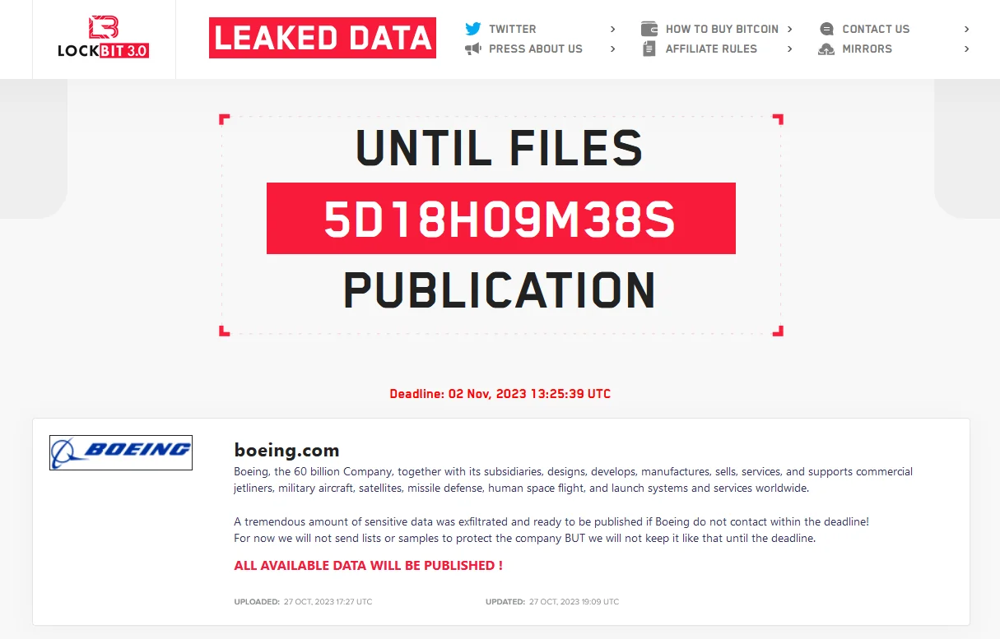 LOCKBIT 3.0
LEAKED DATA
TWITTER
PRESS ABOUT US
HOW TO BUY BITCOIN
AFFILIATE RULES
CONTACT US
MIRRORS
UNTIL FILES
5D18H09M38S
PUBLICATION
Deadline: 02 Nov, 2023 13:25:39 UTC
BOEING
boeing.com
Boeing, the 60 billion Company, together with its subsidiaries, designs, develops, manufactures, sells, services, and supports commercial
jetliners, military aircraft, satellites, missile defense, human space flight, and launch systems and services worldwide.
A tremendous amount of sensitive data was exfiltrated and ready to be published if Boeing do not contact within the deadline!
For now we will not send lists or samples to protect the company BUT we will not keep it like that until the deadline.
ALL AVAILABLE DATA WILL BE PUBLISHED !
UPLOADED: 27 OCT, 2023 17:27 UTC
UPDATED: 27 OCT, 2023 19:09 UTC